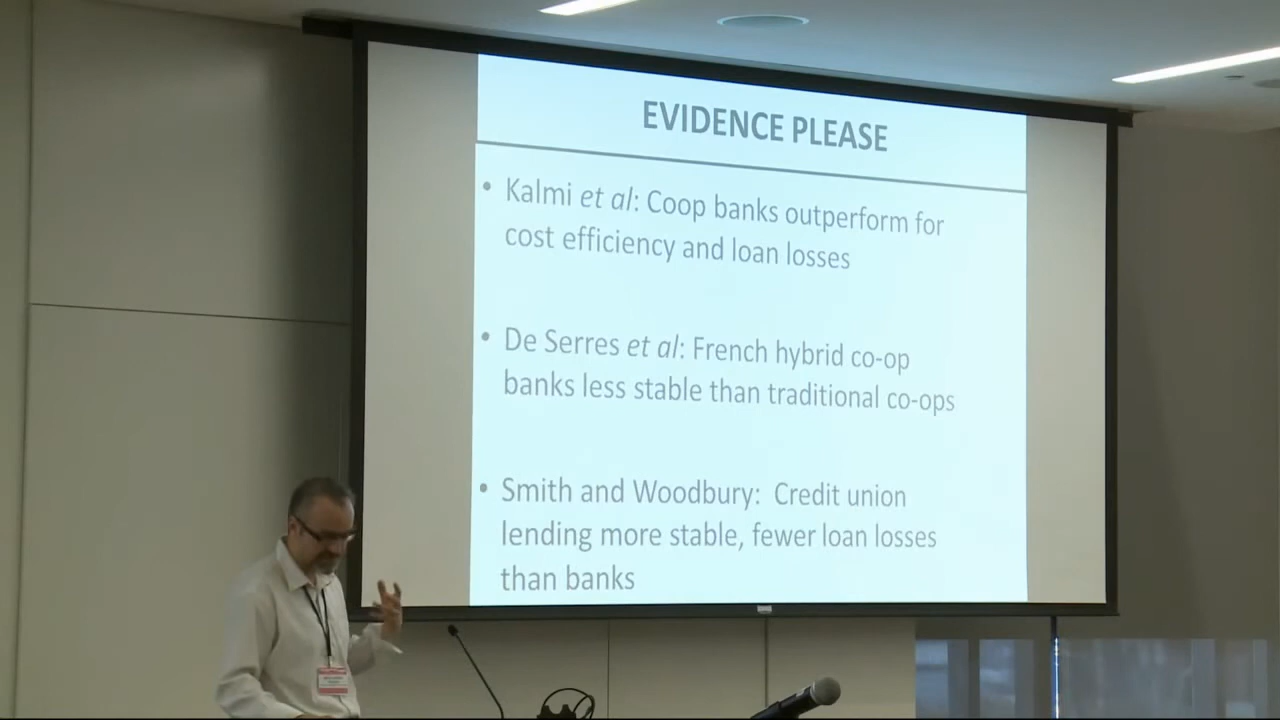 EVIDENCE PLEASE
• Kalmi et al: Coop banks outperform for
cost efficiency and loan losses
• De Serres et al: French hybrid co-op
banks less stable than traditional co-ops
• Smith and Woodbury:  Credit union
lending more stable, fewer loan losses
than banks